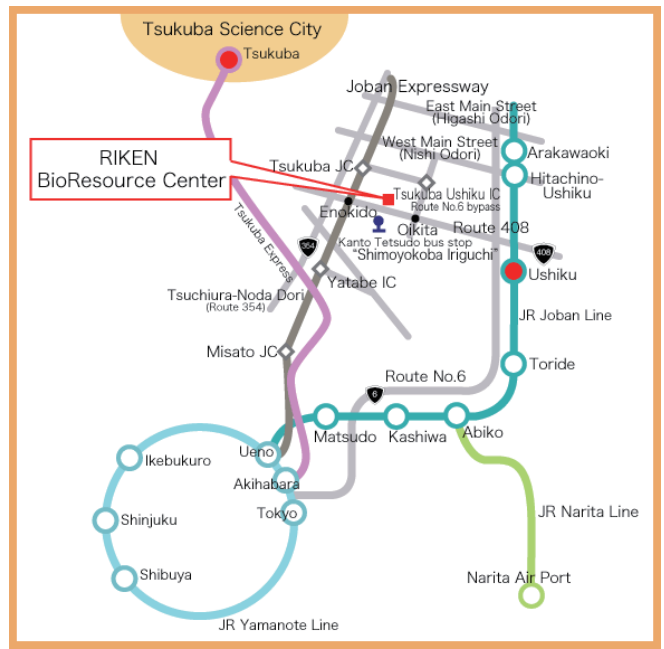 Tsukuba Science City
Tsukuba
Joban Expressway
East Main Street
(Higashi Odori)
RIKEN
BioResource Center
West Main Street
(Nishi Odori)
Arakawaoki
Tsukuba JC
Hitachino-
Ushiku
Tsukuba Ushiku IC
Route No.6 bypass
Enokido
Tsukuba Express
Oikita
Route 408
Kanto Tetsudo bus stop
"Shimoyokoba Iriguchi"
354
408
Yatabe IC
Ushiku
Tsuchiura-Noda Dori
(Route 354)
JR Joban Line
Misato JC
Toride
Route No.6
6
Matsudo
Kashiwa
Abiko
Ueno
Ikebukuro
Akihabara
Tokyo
Shinjuku
JR Narita Line
Shibuya
Narita Air Port
JR Yamanote Line